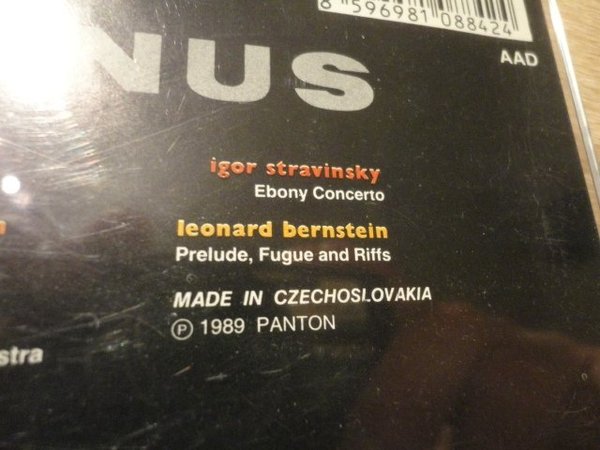 8 596981 088424
AAD
NUS
igor stravinsky
Ebony Concerto
leonard bernstein
Prelude, Fugue and Riffs
MADE IN CZECHOSLOVAKIA
℗ 1989 PANTON
stra